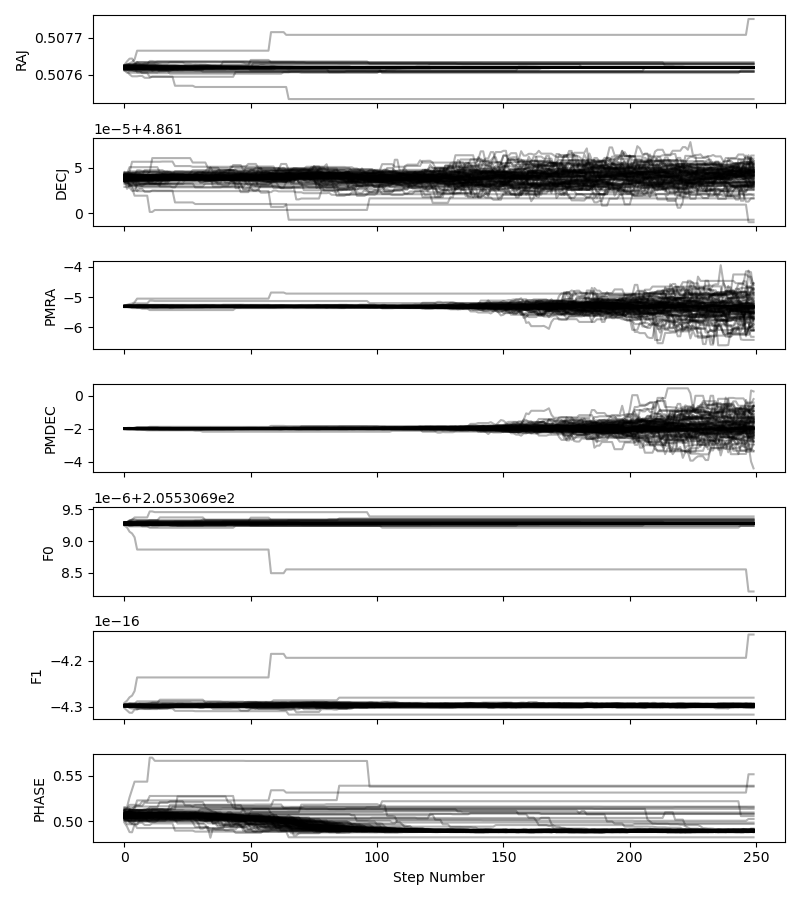 0.5077
0.5076
RAJ
1e−5+4.861
5
0
DECJ
−4
−5
−6
PMRA
0
−2
−4
PMDEC
1e−6+2.0553069e2
9.5
9.0
8.5
F0
1e−16
−4.2
−4.3
F1
0.55
0.50
PHASE
0 50 100 150 200 250
Step Number